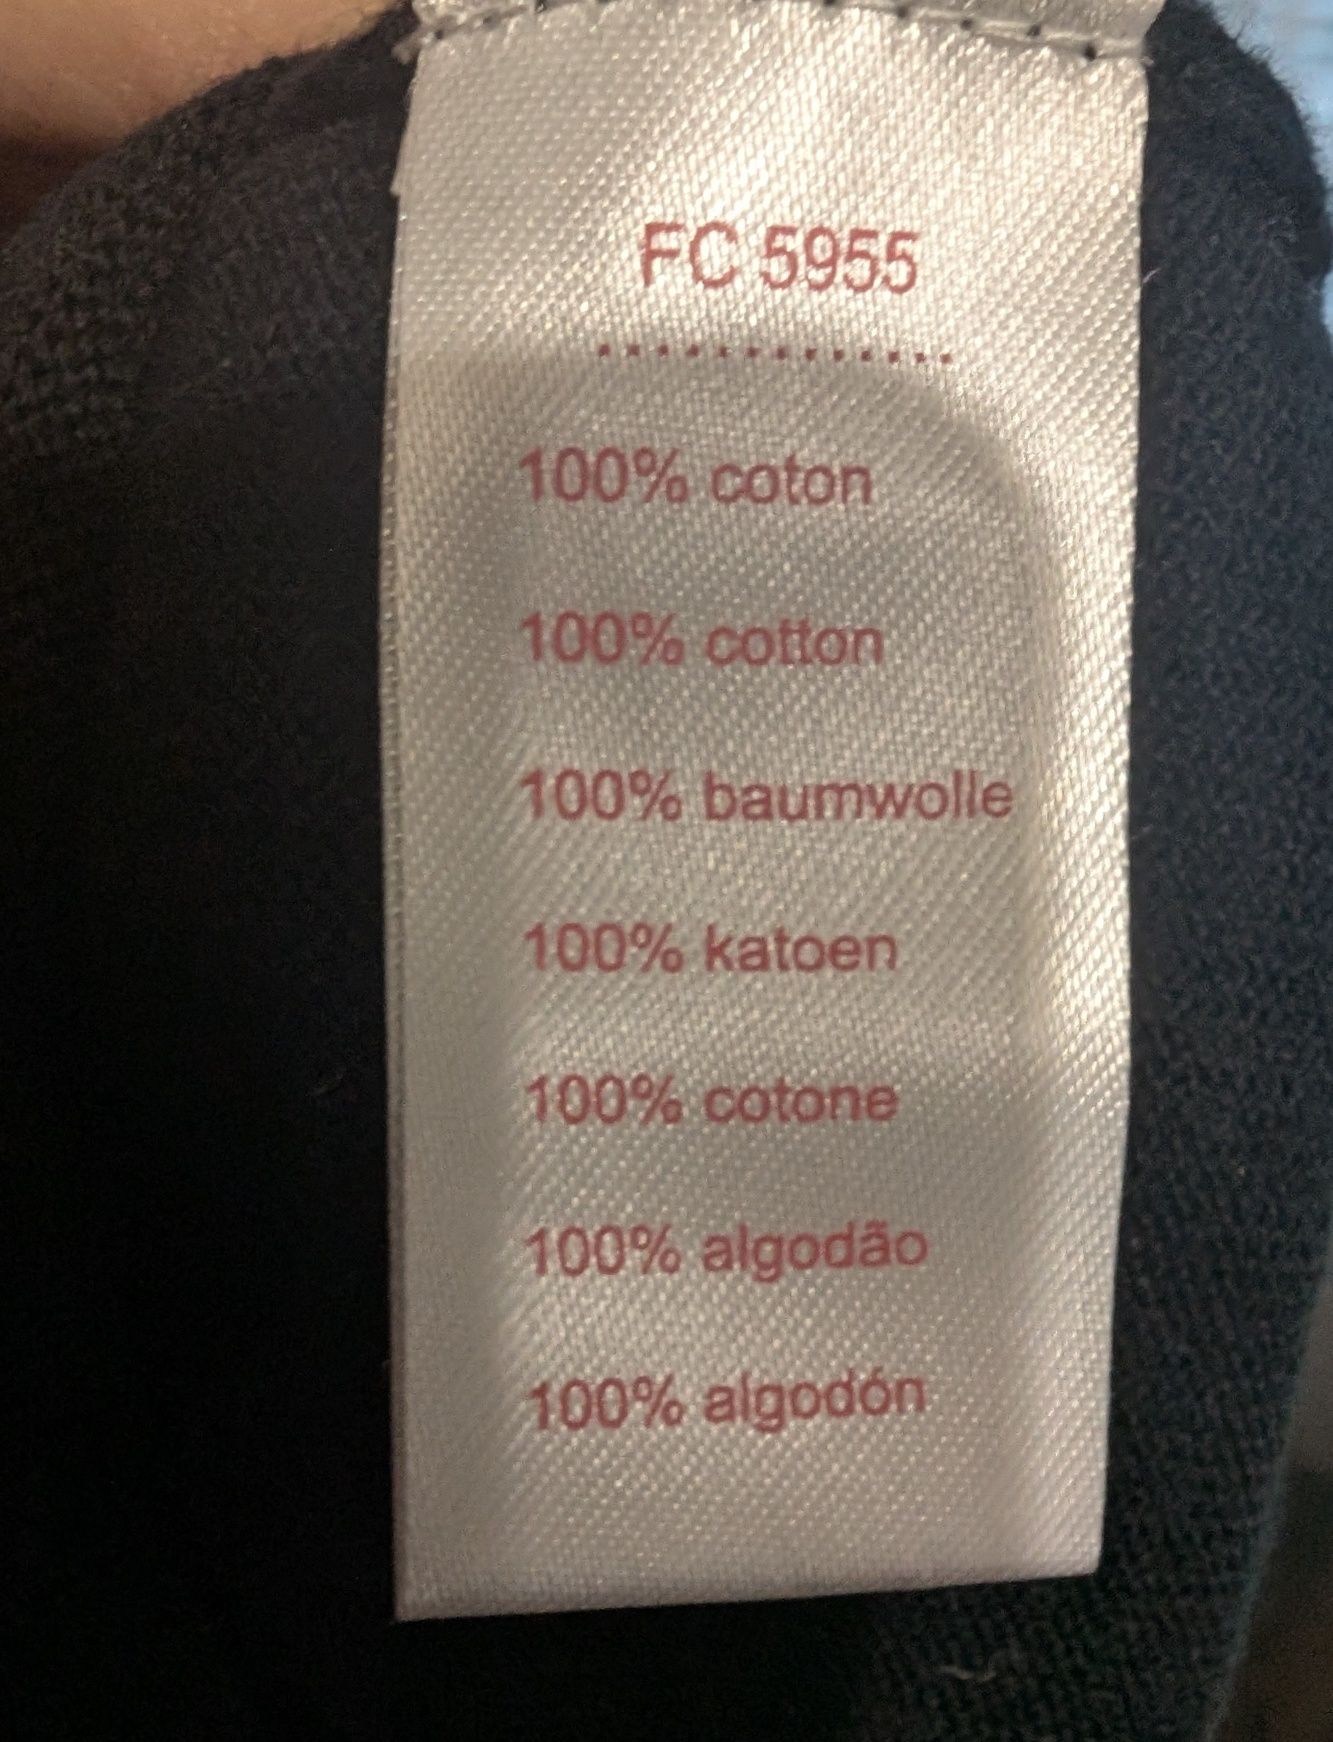 FC 5955
100% coton
100% cotton
100% baumwolle
100% katoen
100% cotone
100% algodão
100% algodón